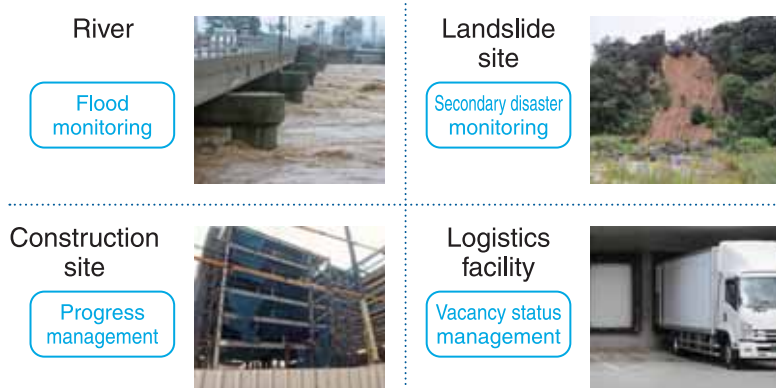 River
Flood
monitoring
Landslide
site
Secondary disaster
monitoring
Construction
site
Progress
management
Logistics
facility
Vacancy status
management